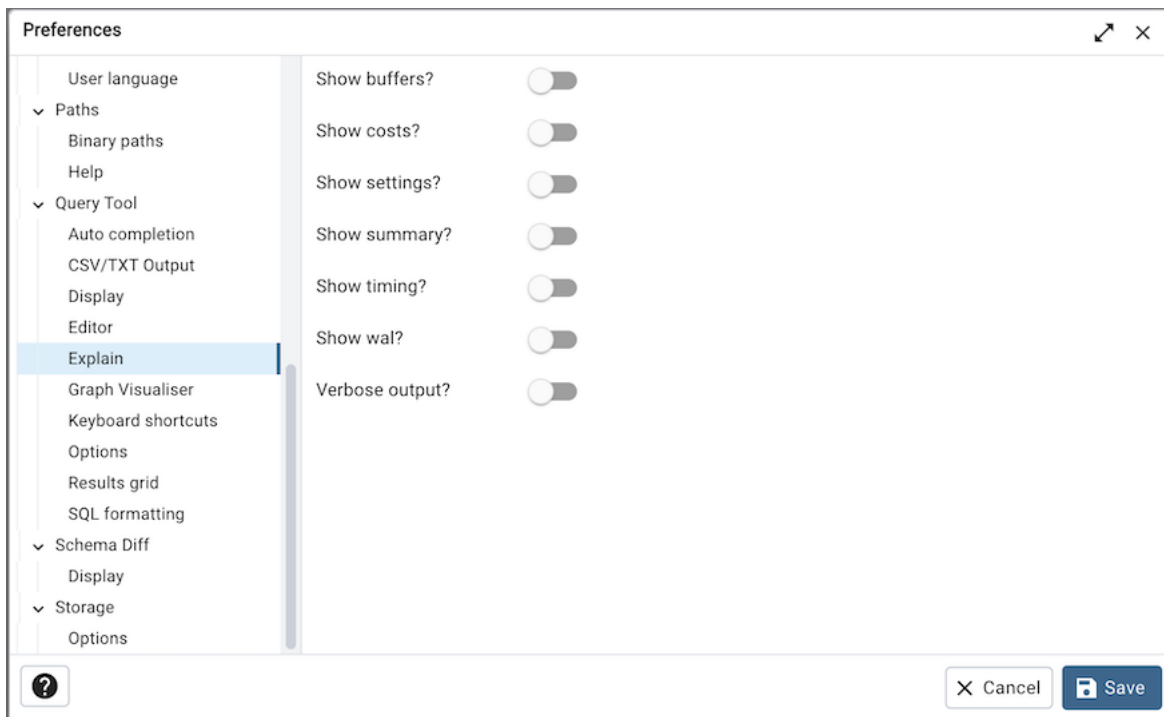 Preferences
User language
Paths
Binary paths
Help
Query Tool
Auto completion
CSV/TXT Output
Display
Editor
Explain
Graph Visualiser
Keyboard shortcuts
Options
Results grid
SQL formatting
Schema Diff
Display
Storage
Options
Show buffers?
Show costs?
Show settings?
Show summary?
Show timing?
Show wal?
Verbose output?
Cancel
Save